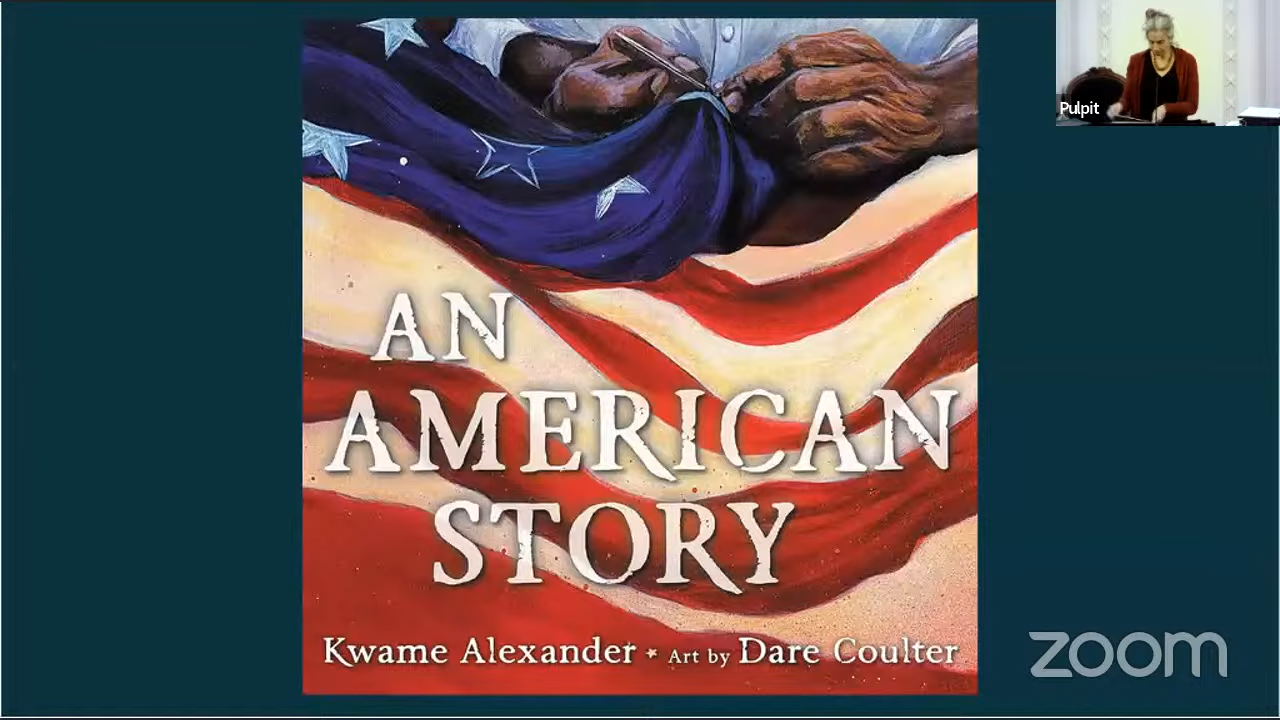 AN
AMERICAN
STORY
Kwame Alexander * Art by Dare Coulter
Pulpit
zoom